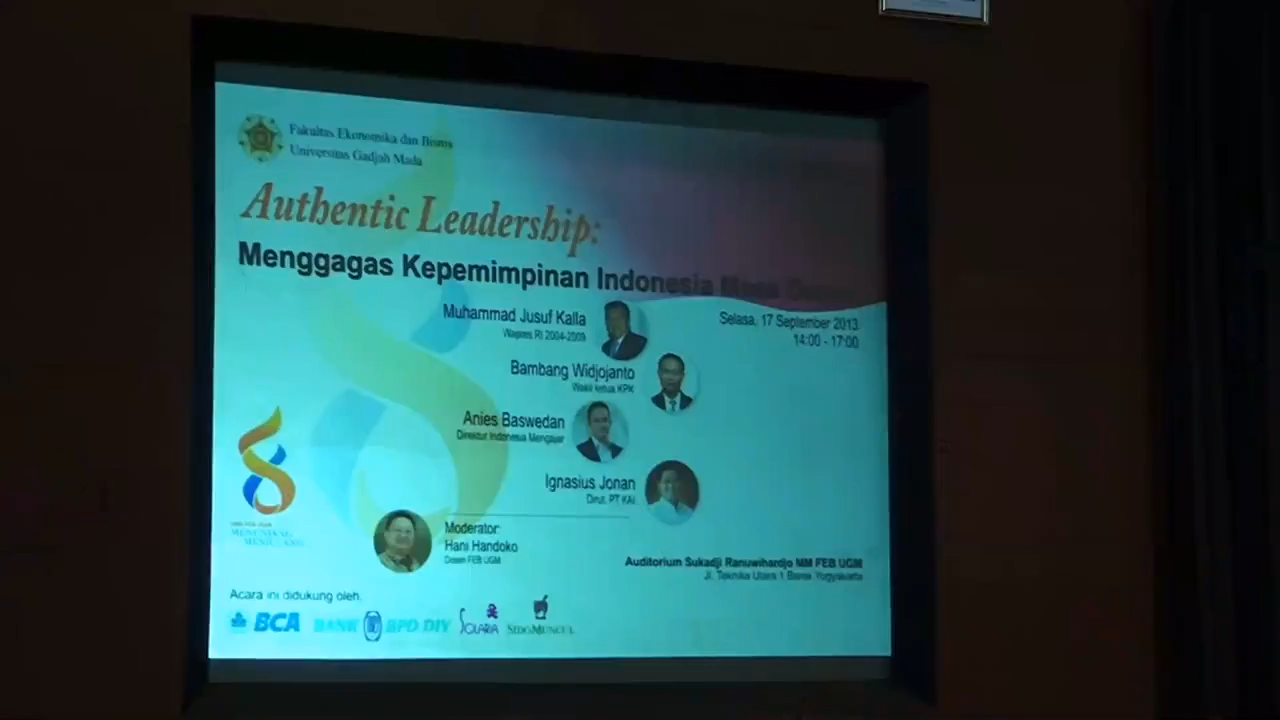 Fakultas Ekonomika dan Bisnis
Universitas Gadjah Mada
Authentic Leadership:
Menggagas Kepemimpinan Indonesia Masa
Muhammad Jusuf Kalla
Wapres RI 2004-2009
Selasa, 17 September 2013
14:00 - 17:00
Bambang Widjojanto
Wakil ketua KPK
Anies Baswedan
Direktut Indonesia Mengajar
Ignasius Jonan
Dirut. PT KAI
Moderator:
Hani Handoko
Dosen FEB UGM
Auditorium Sukadji Ranuwihardjo MM FEB UGM
Jl. Teknika Utara 1 Barek Yogyakarta
Acara ini didukung oleh:
BCA BANK BPD DIY SOLARIA SIDOMUNCUL